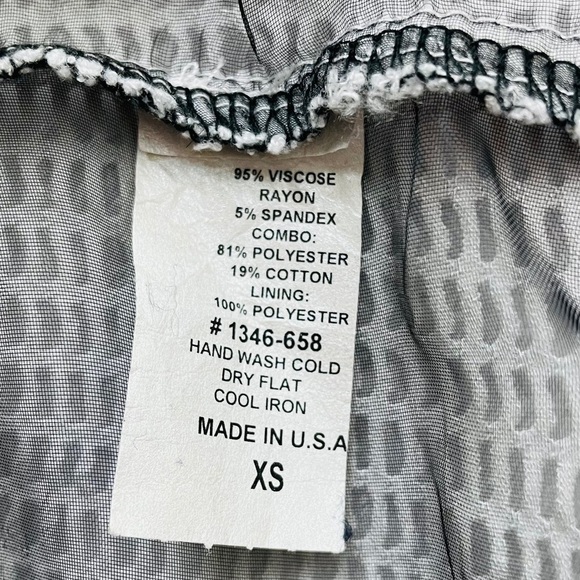 95% VISCOSE
RAYON
5% SPANDEX
COMBO:
81% POLYESTER
19% COTTON
LINING:
100% POLYESTER
# 1346-658
HAND WASH COLD
DRY FLAT
COOL IRON
MADE IN U.S.A
XS